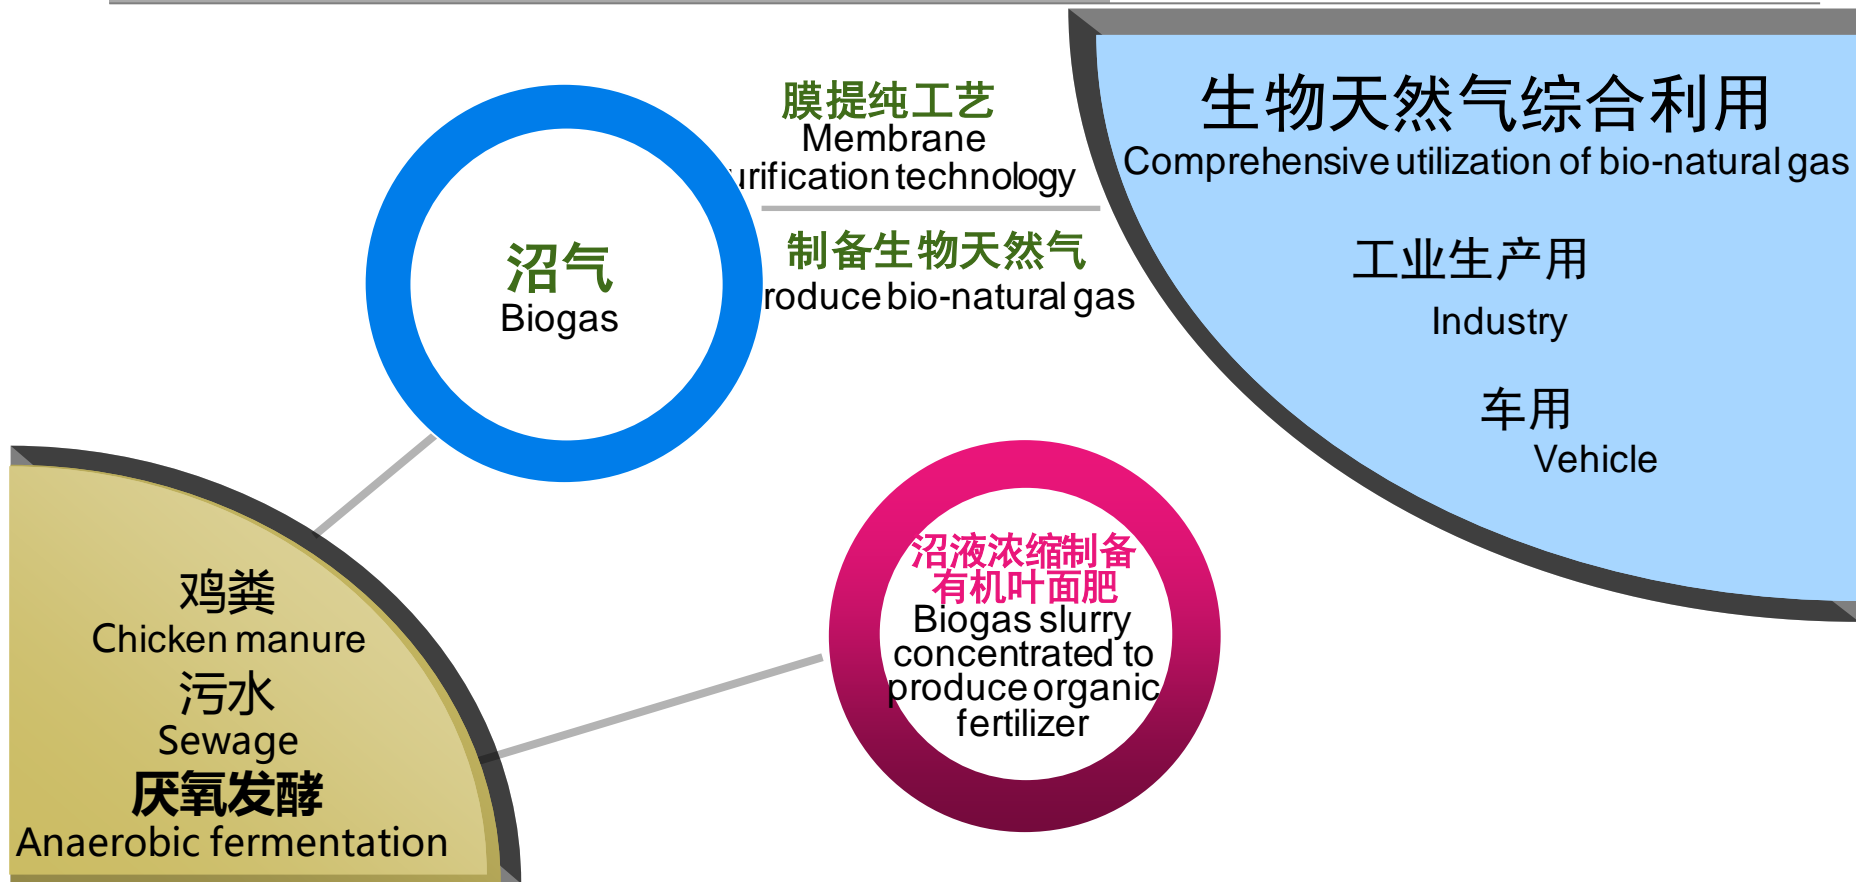 膜提纯工艺
Membrane
urification technology
制备生物天然气
roduce bio-natural gas
生物天然气综合利用
Comprehensive utilization of bio-natural gas
工业生产用
Industry
车用
Vehicle
沼气
Biogas
沼液浓缩制备
有机叶面肥
Biogas slurry
concentrated to
produce organic
fertilizer
鸡粪
Chicken manure
污水
Sewage
厌氧发酵
Anaerobic fermentation